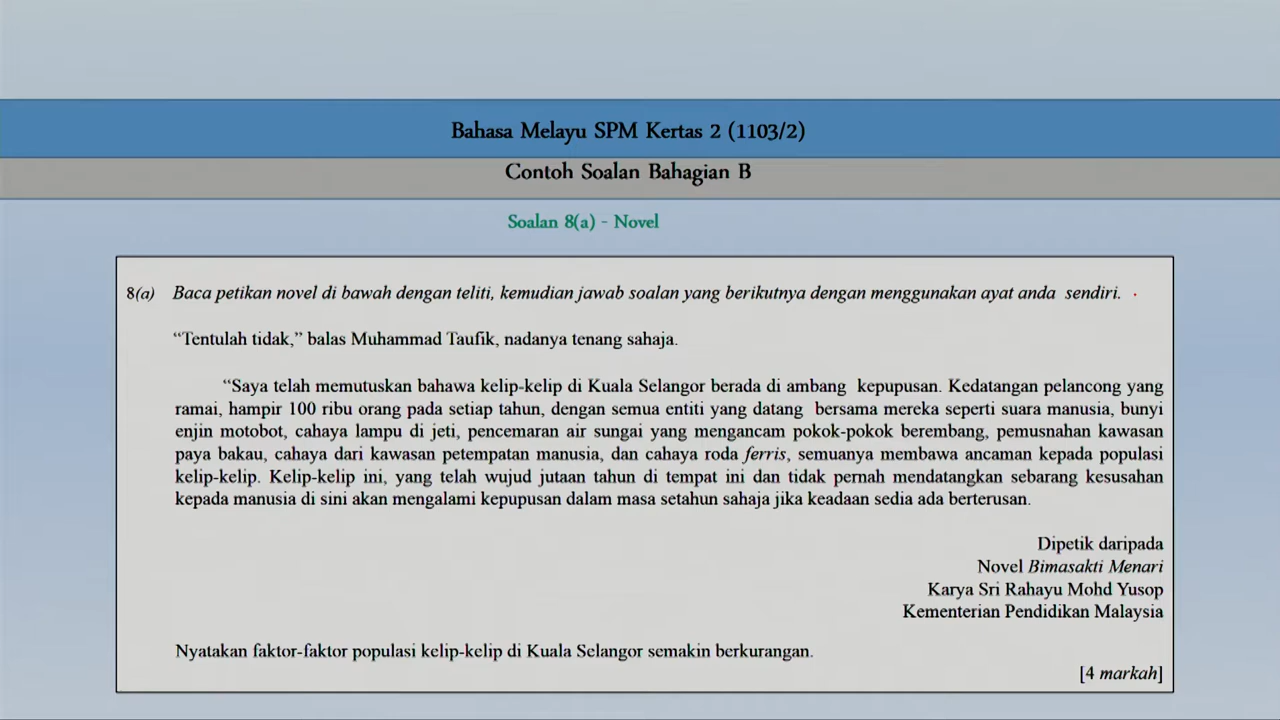 Bahasa Melayu SPM Kertas 2 (1103/2)
Contoh Soalan Bahagian B
Soalan 8(a) - Novel
8(a) Baca petikan novel di bawah dengan teliti, kemudian jawab soalan yang berikutnya dengan menggunakan ayat anda sendiri.
“Tentulah tidak,” balas Muhammad Taufik, nadanya tenang sahaja.
“Saya telah memutuskan bahawa kelip-kelip di Kuala Selangor berada di ambang kepupusan. Kedatangan pelancong yang
ramai, hampir 100 ribu orang pada setiap tahun, dengan semua entiti yang datang bersama mereka seperti suara manusia, bunyi
enjin motobot, cahaya lampu di jeti, pencemaran air sungai yang mengancam pokok-pokok berembang, pemusnahan kawasan
paya bakau, cahaya dari kawasan petempatan manusia, dan cahaya roda ferris, semuanya membawa ancaman kepada populasi
kelip-kelip. Kelip-kelip ini, yang telah wujud jutaan tahun di tempat ini dan tidak pernah mendatangkan sebarang kesusahan
kepada manusia di sini akan mengalami kepupusan dalam masa setahun sahaja jika keadaan sedia ada berterusan.
Dipetik daripada
Novel Bimasakti Menari
Karya Sri Rahayu Mohd Yusop
Kementerian Pendidikan Malaysia
Nyatakan faktor-faktor populasi kelip-kelip di Kuala Selangor semakin berkurangan.
[4 markah]